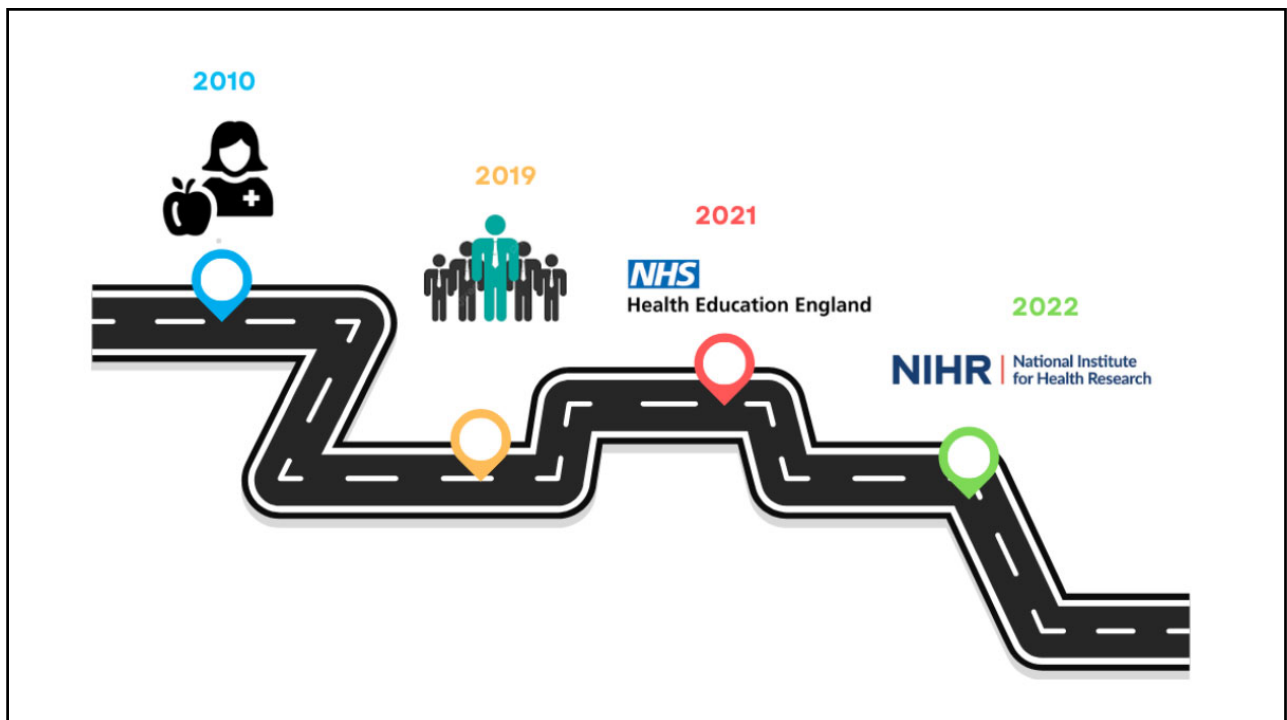 2010
2019
2021
NHS
Health Education England
2022
NIHR | National Institute
for Health Research